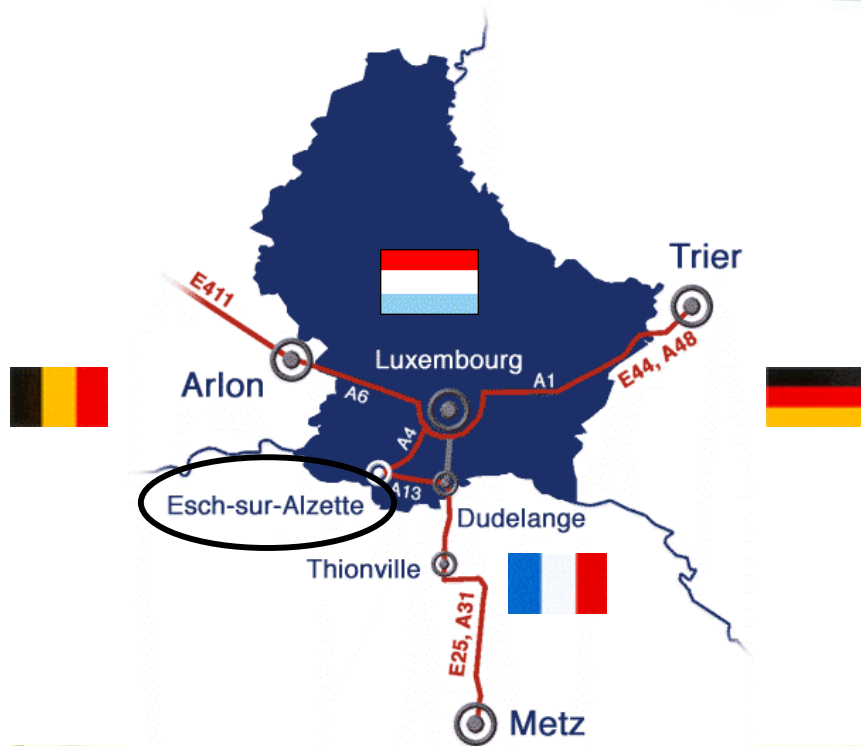 Trier
E411
Luxembourg
A1
E44, A48
Arlon
A6
A4
A13
Esch-sur-Alzette
Dudelange
Thionville
E25, A31
Metz